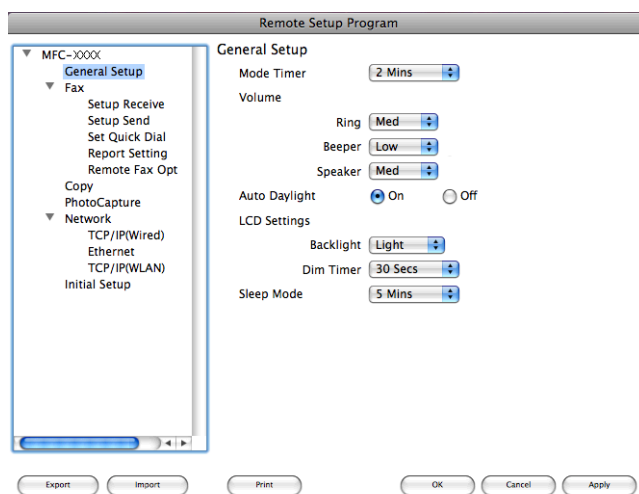 Remote Setup Program
MFC-XXXX
General Setup
Fax
Setup Receive
Setup Send
Set Quick Dial
Report Setting
Remote Fax Opt
Copy
PhotoCapture
Network
TCP/IP(Wired)
Ethernet
TCP/IP(WLAN)
Initial Setup
General Setup
Mode Timer 2 Mins
Volume
Ring Med
Beeper Low
Speaker Med
Auto Daylight On Off
LCD Settings
Backlight Light
Dim Timer 30 Secs
Sleep Mode 5 Mins
Export Import Print OK Cancel Apply